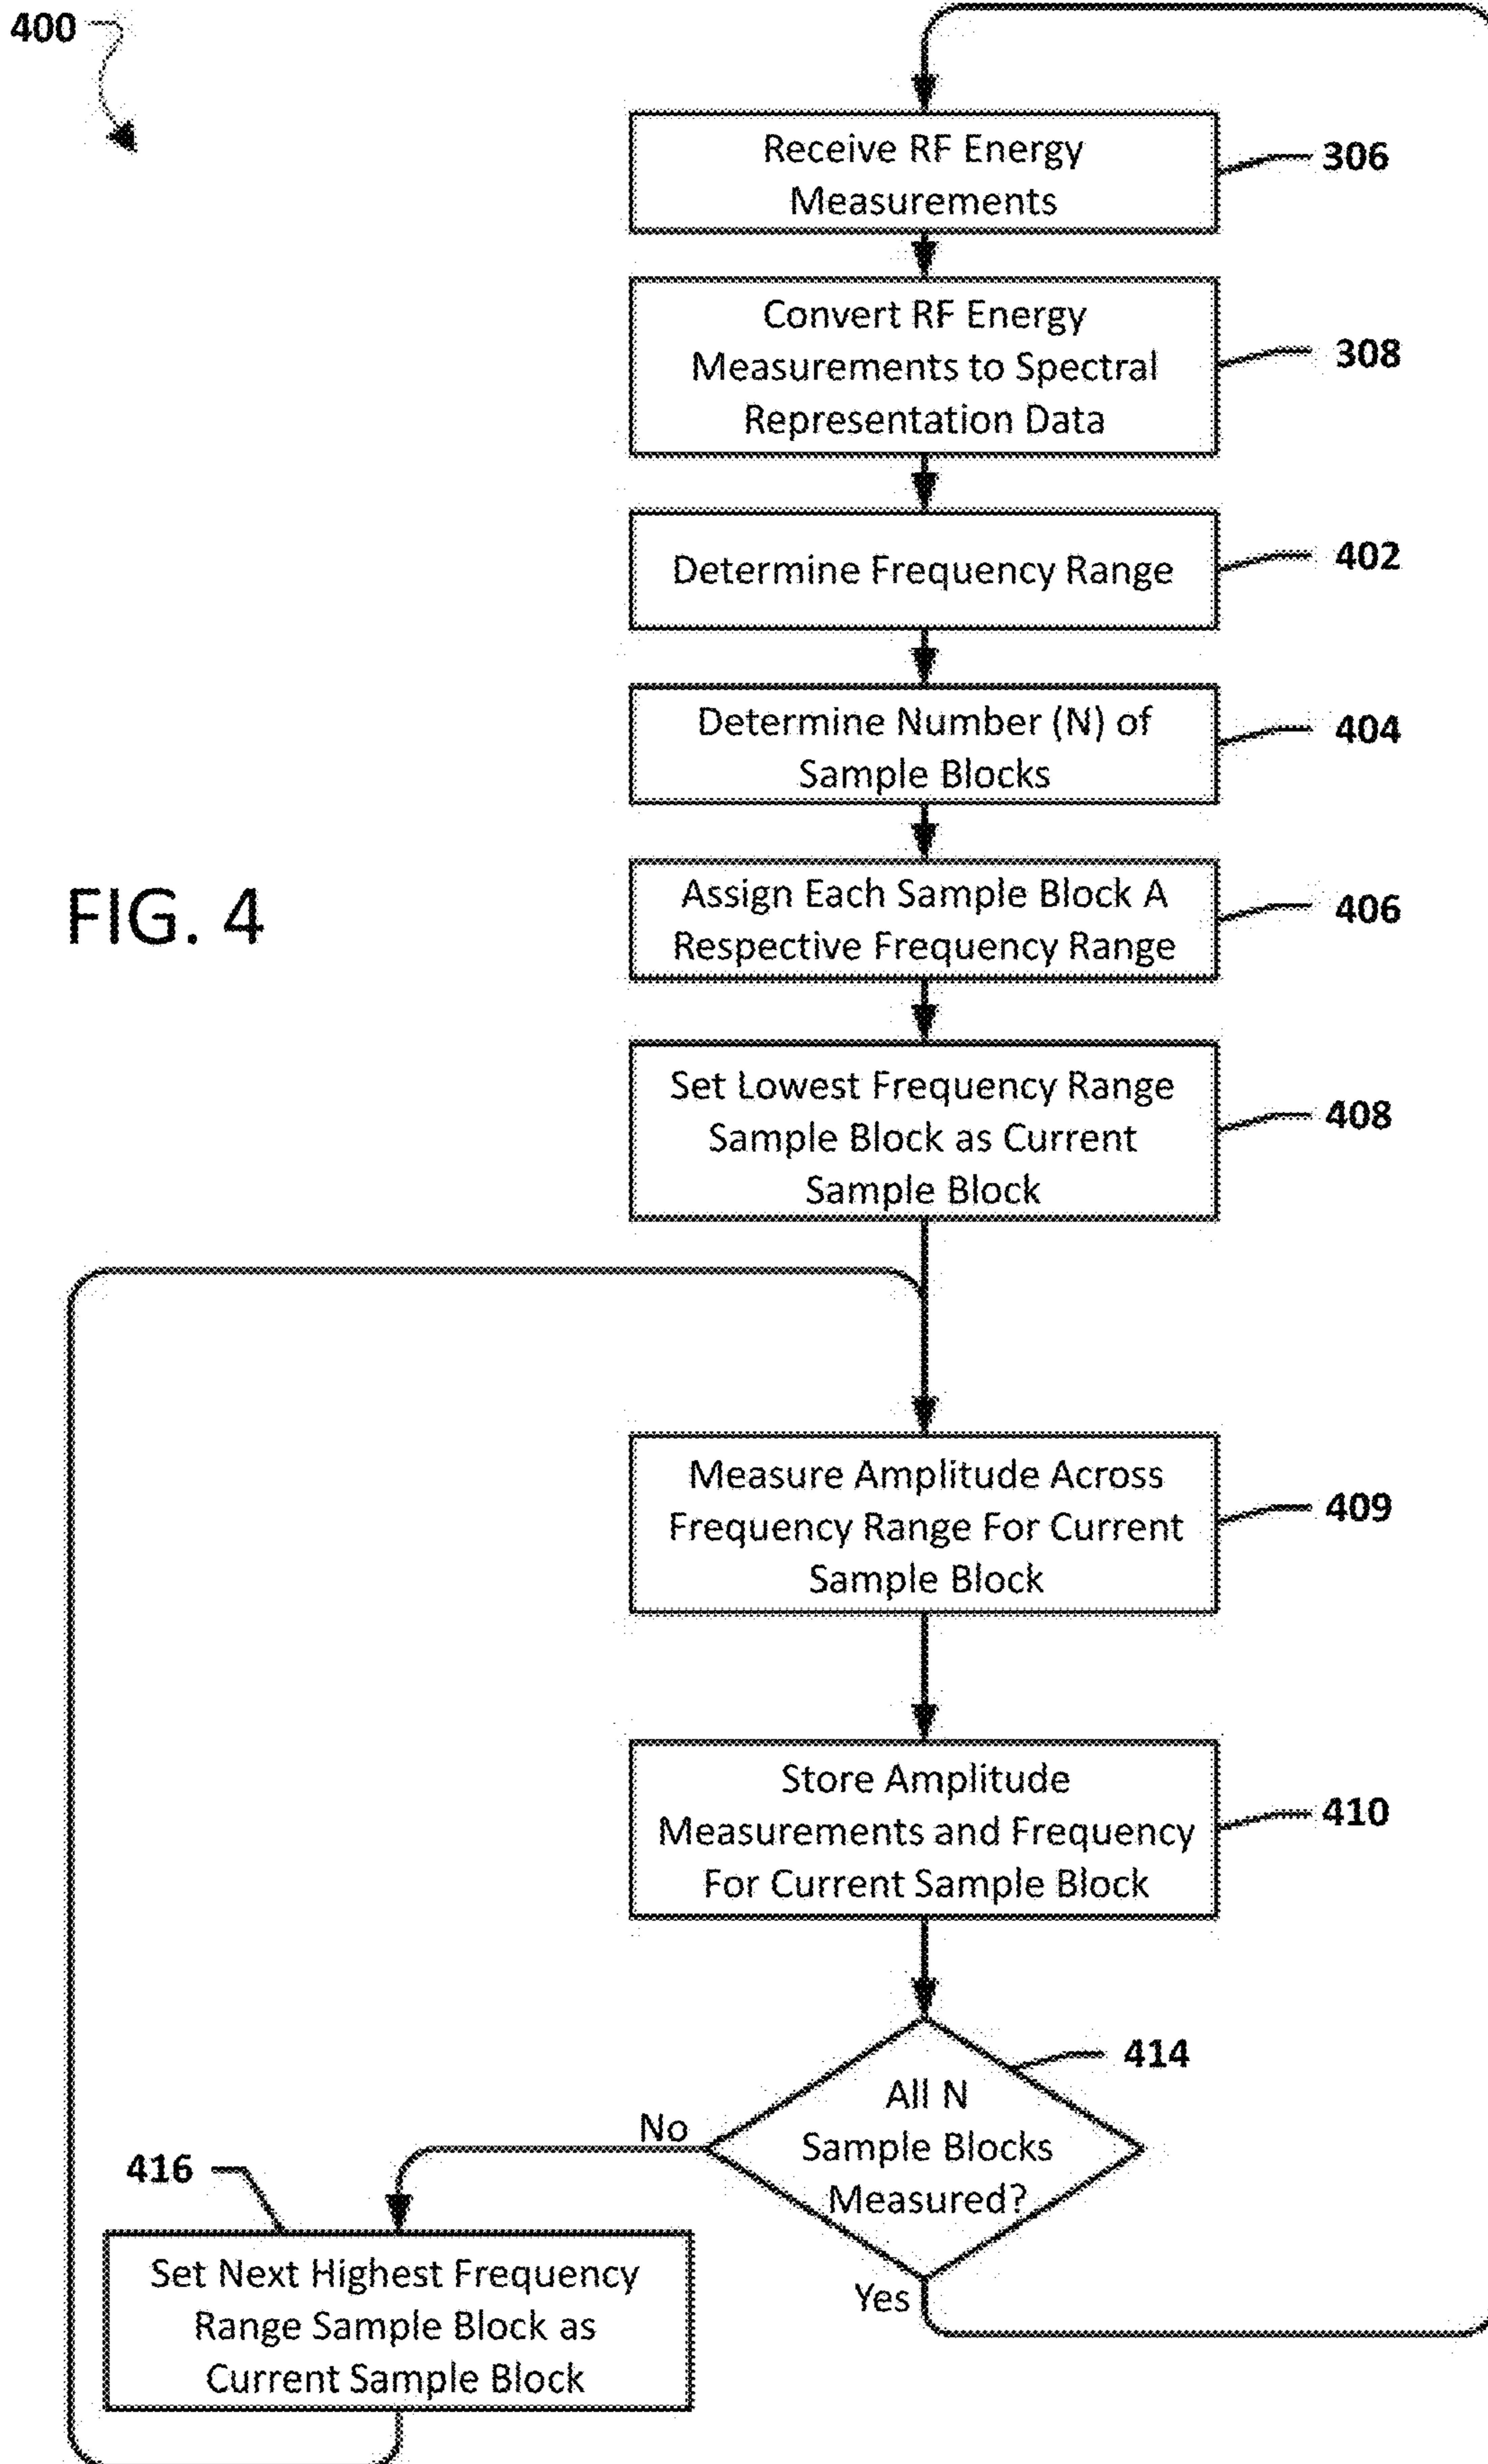 400
Receive RF Energy
Measurements
306
Convert RF Energy
Measurements to Spectral
Representation Data
308
Determine Frequency Range
402
Determine Number (N) of
Sample Blocks
404
FIG. 4
Assign Each Sample Block A
Respective Frequency Range
406
Set Lowest Frequency Range
Sample Block as Current
Sample Block
408
Measure Amplitude Across
Frequency Range For Current
Sample Block
409
Store Amplitude
Measurements and Frequency
For Current Sample Block
410
All N
Sample Blocks
Measured?
414
No
Yes
416
Set Next Highest Frequency
Range Sample Block as
Current Sample Block